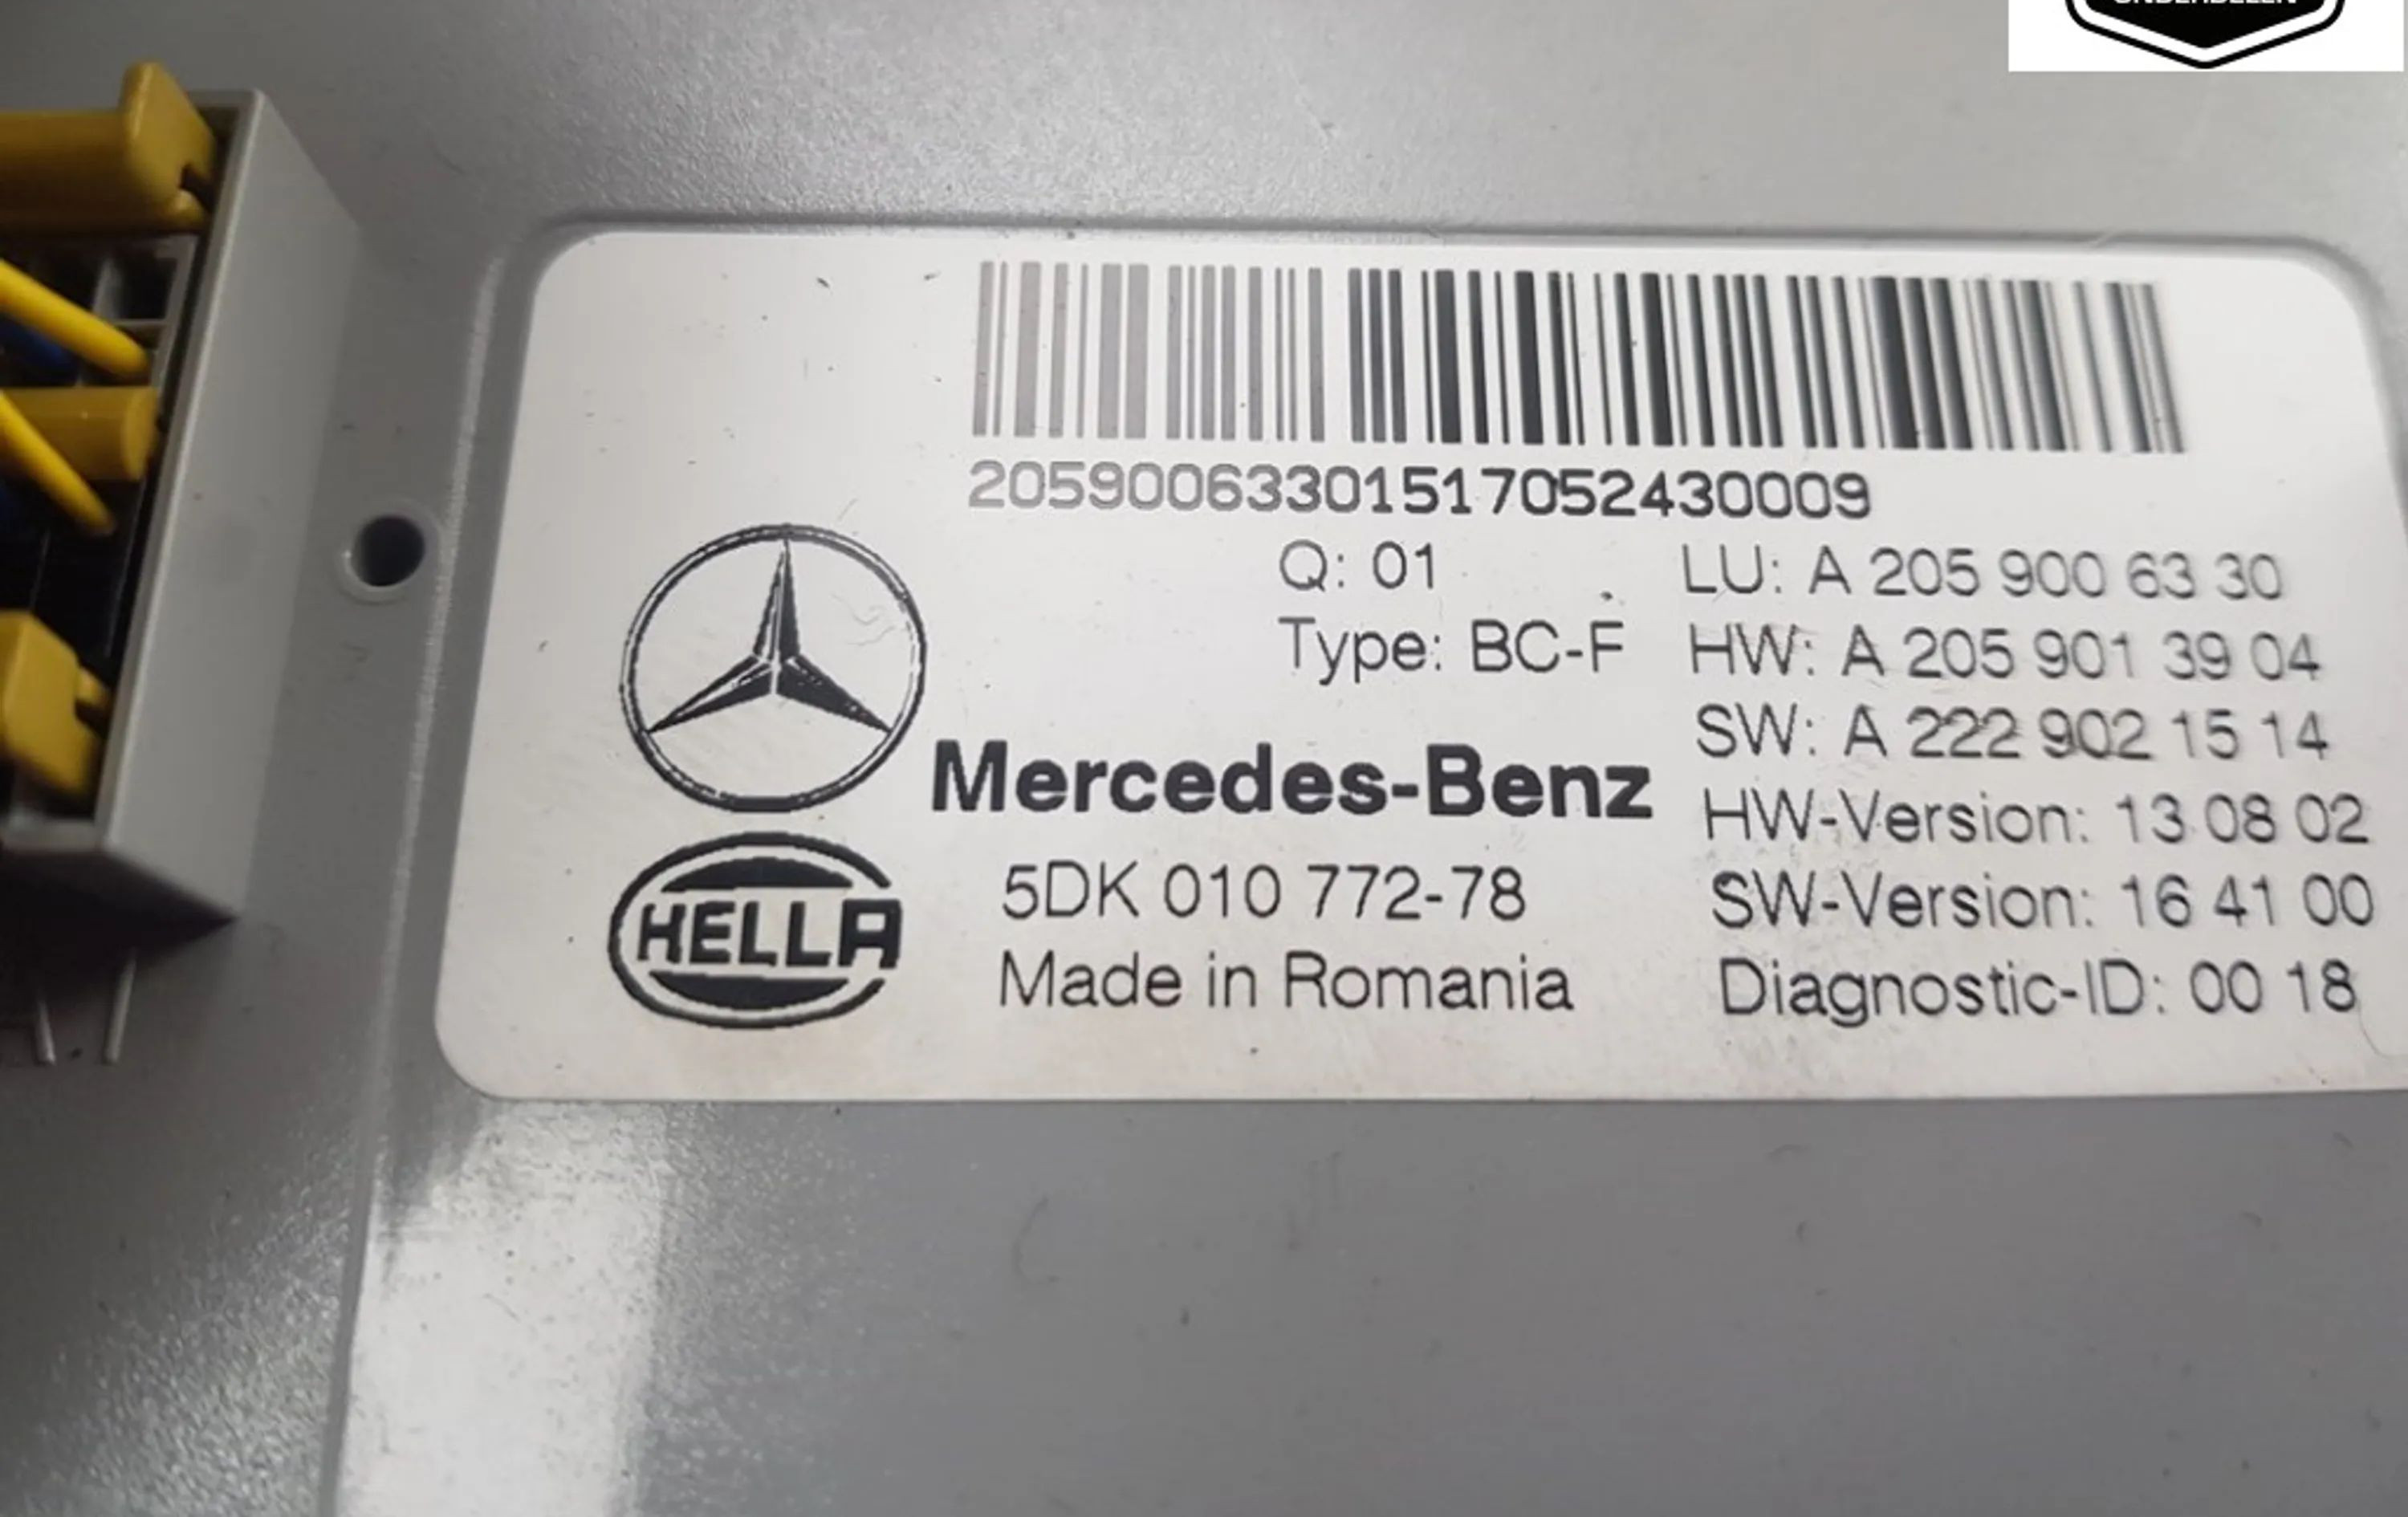 ONDERDELEN
20590063301517052430009
Q: 01
LU: A 205 900 63 30
Type: BC-F
HW: A 205 901 39 04
SW: A 222 902 15 14
Mercedes-Benz
HW-Version: 13 08 02
HELLA
5DK 010 772-78
SW-Version: 16 41 00
Made in Romania
Diagnostic-ID: 00 18